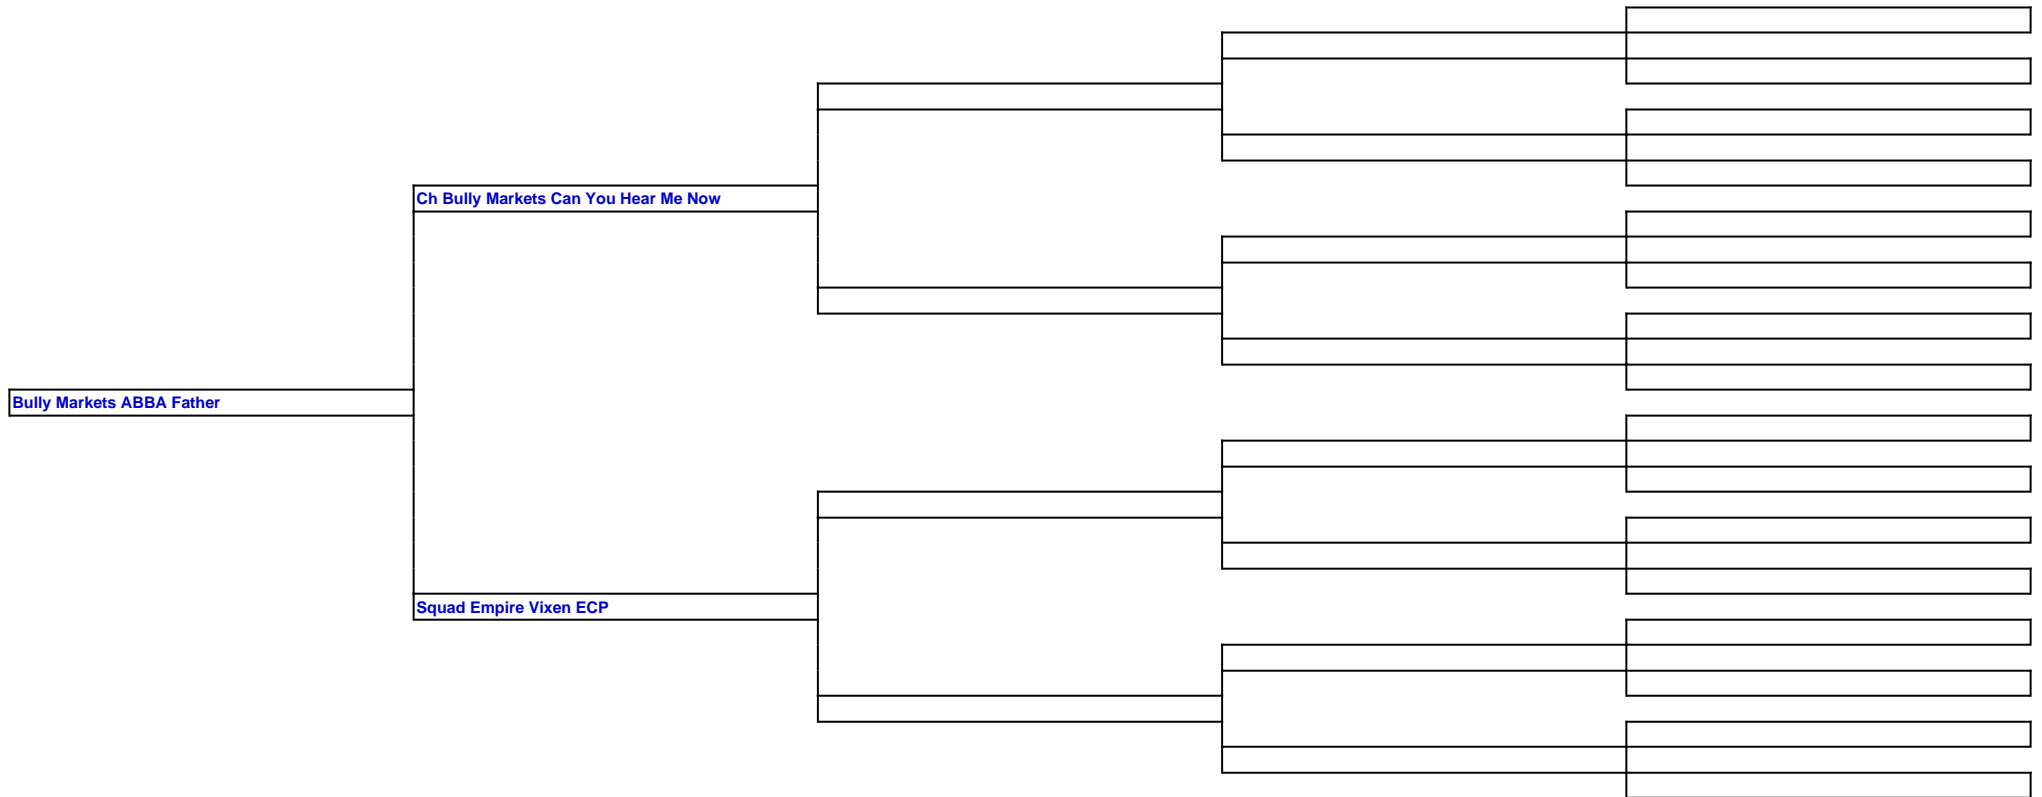 Ch Bully Markets Can You Hear Me Now
Bully Markets ABBA Father
Squad Empire Vixen ECP